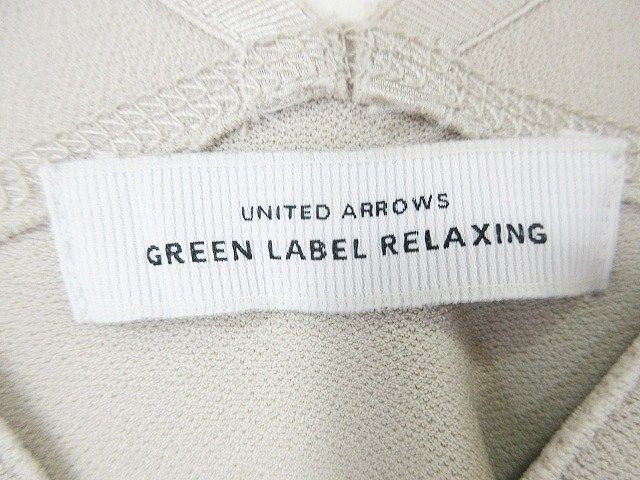 UNITED ARROWS
GREEN LABEL RELAXING